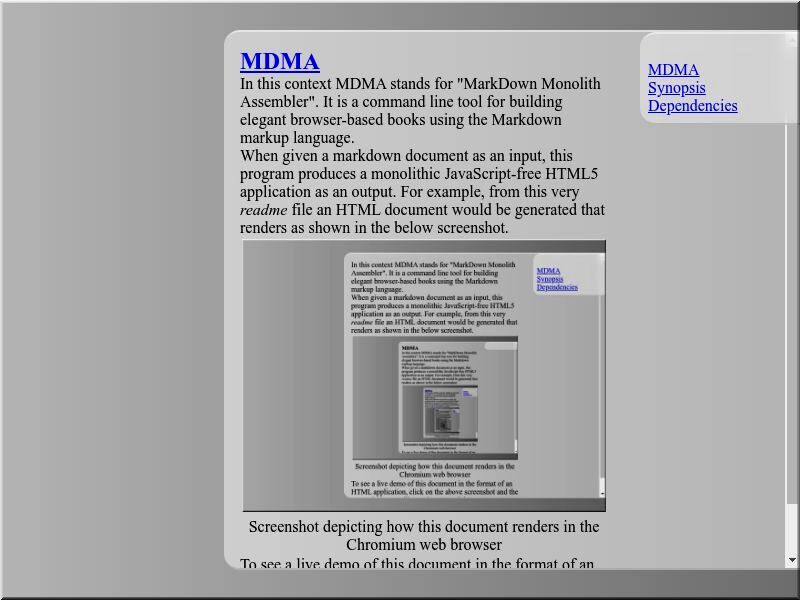 MDMA
In this context MDMA stands for "MarkDown Monolith
Assembler". It is a command line tool for building
elegant browser-based books using the Markdown
markup language.
When given a markdown document as an input, this
program produces a monolithic JavaScript-free HTML5
application as an output. For example, from this very
readme file an HTML document would be generated that
renders as shown in the below screenshot.
In this context MDMA stands for "MarkDown Monolith
Assembler". It is a command line tool for building
elegant browser-based books using the Markdown
markup language.
When given a markdown document as an input, this
program produces a monolithic JavaScript-free HTML5
application as an output. For example, from this very
readme file an HTML document would be generated that
renders as shown in the below screenshot.
MDMA
Synopsis
Dependencies
MDMA
Screenshot depicting how this document renders in the
Chromium web browser
To see a live demo of this document in the format of an
HTML application, click on the above screenshot and the
Screenshot depicting how this document renders in the
Chromium web browser
To see a live demo of this document in the format of an
MDMA
Synopsis
Dependencies